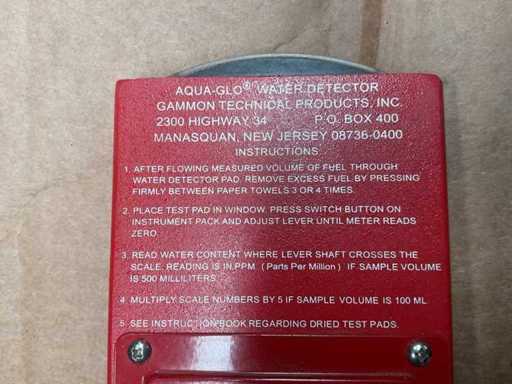 AQUA-GLO® WATER DETECTOR
GAMMON TECHNICAL PRODUCTS, INC.
2300 HIGHWAY 34 P.O. BOX 400
MANASQUAN, NEW JERSEY 08736-0400
INSTRUCTIONS:
1. AFTER FLOWING MEASURED VOLUME OF FUEL THROUGH
WATER DETECTOR PAD, REMOVE EXCESS FUEL BY PRESSING
FIRMLY BETWEEN PAPER TOWELS 3 OR 4 TIMES.
2. PLACE TEST PAD IN WINDOW, PRESS SWITCH BUTTON ON
INSTRUMENT PACK AND ADJUST LEVER UNTIL METER READS
ZERO.
3. READ WATER CONTENT WHERE LEVER SHAFT CROSSES THE
SCALE. READING IS IN PPM (Parts Per Million) IF SAMPLE VOLUME
IS 500 MILLILITERS.
4 MULTIPLY SCALE NUMBERS BY 5 IF SAMPLE VOLUME IS 100 ML
5 SEE INSTRUCTION BOOK REGARDING DRIED TEST PADS.